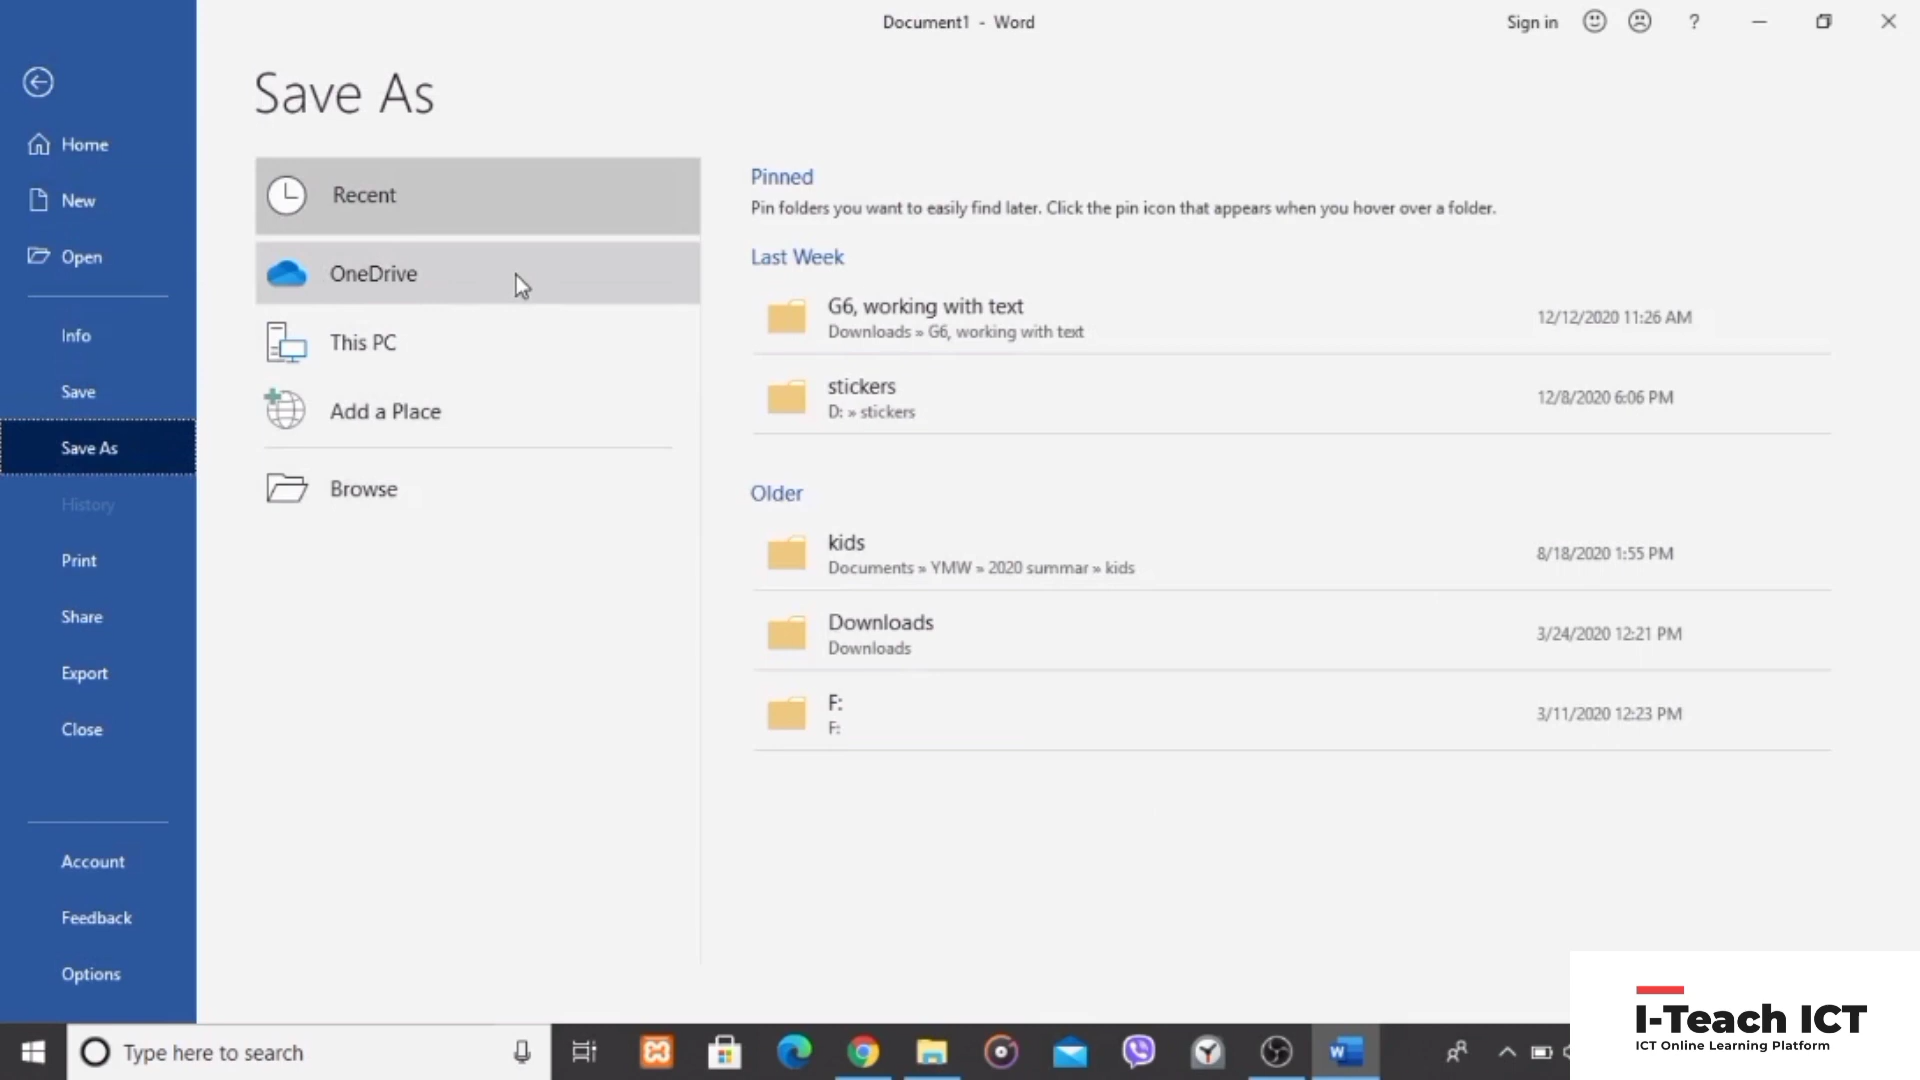 Document1 - Word
Sign in
?
Save As
Home
New
Open
Info
Save
Save As
History
Print
Share
Export
Close
Account
Feedback
Options
Recent
OneDrive
This PC
Add a Place
Browse
Pinned
Pin folders you want to easily find later. Click the pin icon that appears when you hover over a folder.
Last Week
G6, working with text
Downloads » G6, working with text
12/12/2020 11:26 AM
stickers
D: » stickers
12/8/2020 6:06 PM
Older
kids
Documents » YMW » 2020 summar » kids
8/18/2020 1:55 PM
Downloads
Downloads
3/24/2020 12:21 PM
F:
F:
3/11/2020 12:23 PM
Type here to search
I-Teach ICT
ICT Online Learning Platform